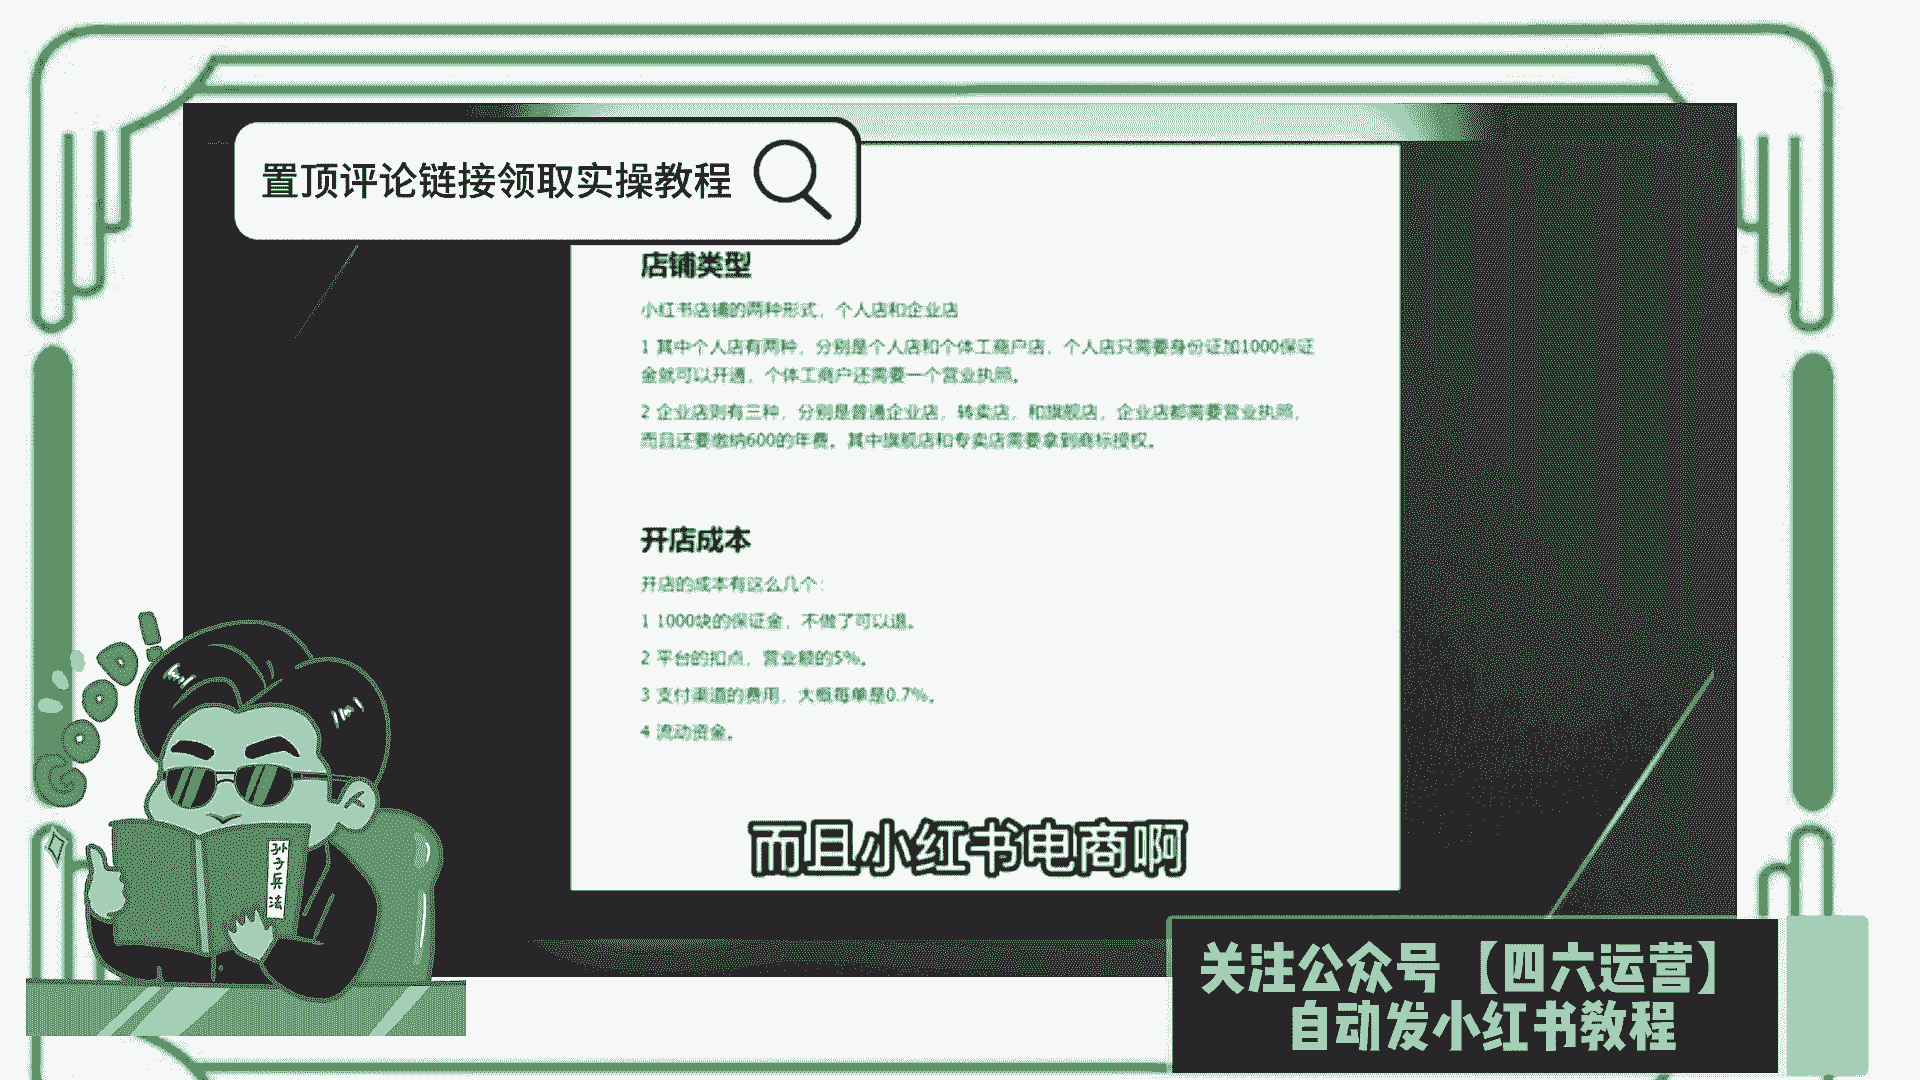 置顶评论链接领取实操教程
店铺类型
小红书店铺的两种形式，个人店和企业店
1 其中个人店有两种，分别是个人店和个体工商户店，个人店只需要身份证加1000保证
金就可以开通，个体工商户还需要一个营业执照。
2 企业店则有三种，分别是普通企业店，转卖店，和旗舰店，企业店都需要营业执照，
而且还要缴纳600的年费。其中旗舰店和专卖店需要拿到商标授权。
开店成本
开店的成本有这么几个：
1 1000块的保证金，不做了可以退。
2 平台的扣点，营业额的5%。
3 支付渠道的费用，大概每单是0.7%。
4 流动资金。
GOOD!
孙子兵法
而且小红书电商啊
关注公众号【四六运营】
自动发小红书教程